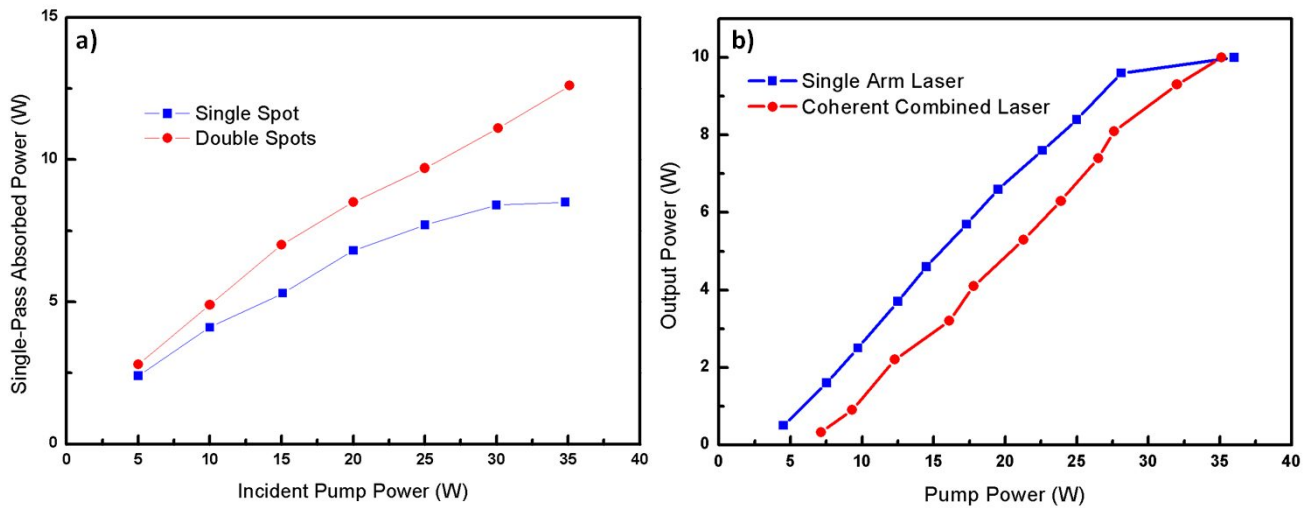 a)
Single Spot
Double Spots
Single-Pass Absorbed Power (W)
15
10
5
0
0 5 10 15 20 25 30 35 40
Incident Pump Power (W)
b)
Single Arm Laser
Coherent Combined Laser
Output Power (W)
10
8
6
4
2
0
0 5 10 15 20 25 30 35 40
Pump Power (W)